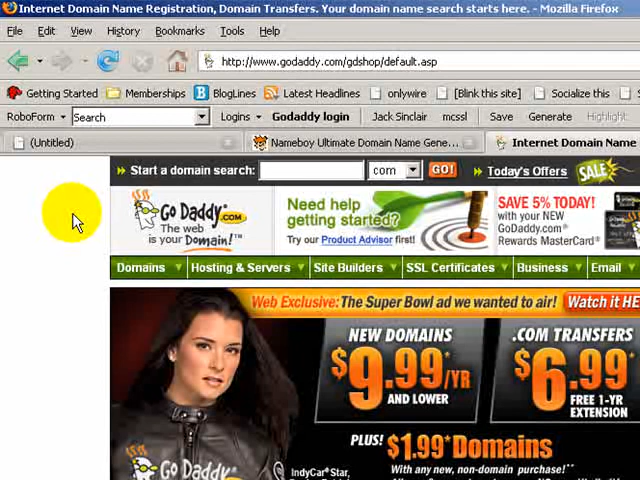 Internet Domain Name Registration, Domain Transfers. Your domain name search starts here. - Mozilla Firefox
File Edit View History Bookmarks Tools Help
http://www.godaddy.com/gdshop/default.asp
Getting Started Memberships BlogLines Latest Headlines onlywire [Blink this site] Socialize this
RoboForm Search Logins Godaddy login Jack Sinclair mcssl Save Generate Highlight:
(Untitled) Nameboy Ultimate Domain Name Gene... Internet Domain Name
Start a domain search: com GO! Today's Offers SALE
Go Daddy.COM
The web
is your Domain!™
Need help
getting started?
Try our Product Advisor first!
SAVE 5% TODAY!
with your NEW
GoDaddy.com®
Rewards MasterCard®
Domains Hosting & Servers Site Builders SSL Certificates Business Email
Web Exclusive: The Super Bowl ad we wanted to air! Watch it HE
NEW DOMAINS
$9.99*/YR
AND LOWER
.COM TRANSFERS
$6.99*
FREE 1-YR
EXTENSION
PLUS! $1.99* Domains
With any new, non-domain purchase!**
Go Daddy
IndyCar® Star,